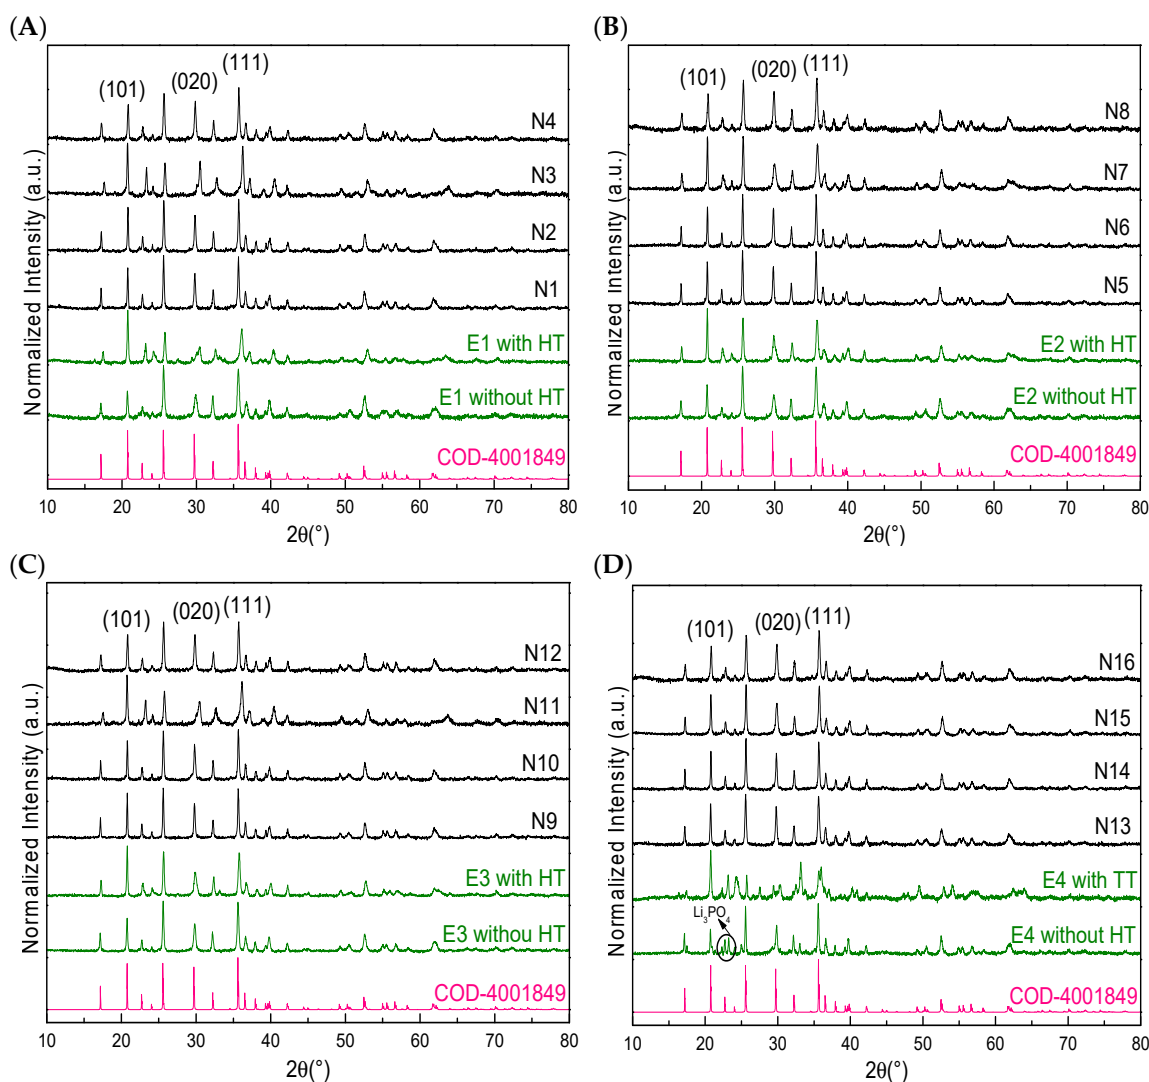 (A)
(101)
(020)
(111)
N4
N3
N2
N1
E1 with HT
E1 without HT
COD-4001849
Normalized Intensity (a.u.)
10 20 30 40 50 60 70 80
2θ(°)
(B)
(101)
(020)
(111)
N8
N7
N6
N5
E2 with HT
E2 without HT
COD-4001849
Normalized Intensity (a.u.)
10 20 30 40 50 60 70 80
2θ(°)
(C)
(101)
(020)
(111)
N12
N11
N10
N9
E3 with HT
E3 withou HT
COD-4001849
Normalized Intensity (a.u.)
10 20 30 40 50 60 70 80
2θ(°)
(D)
(101)
(020)
(111)
N16
N15
N14
N13
E4 with TT
Li₃PO₄
E4 without HT
COD-4001849
Normalized Intensity (a.u.)
10 20 30 40 50 60 70 80
2θ(°)